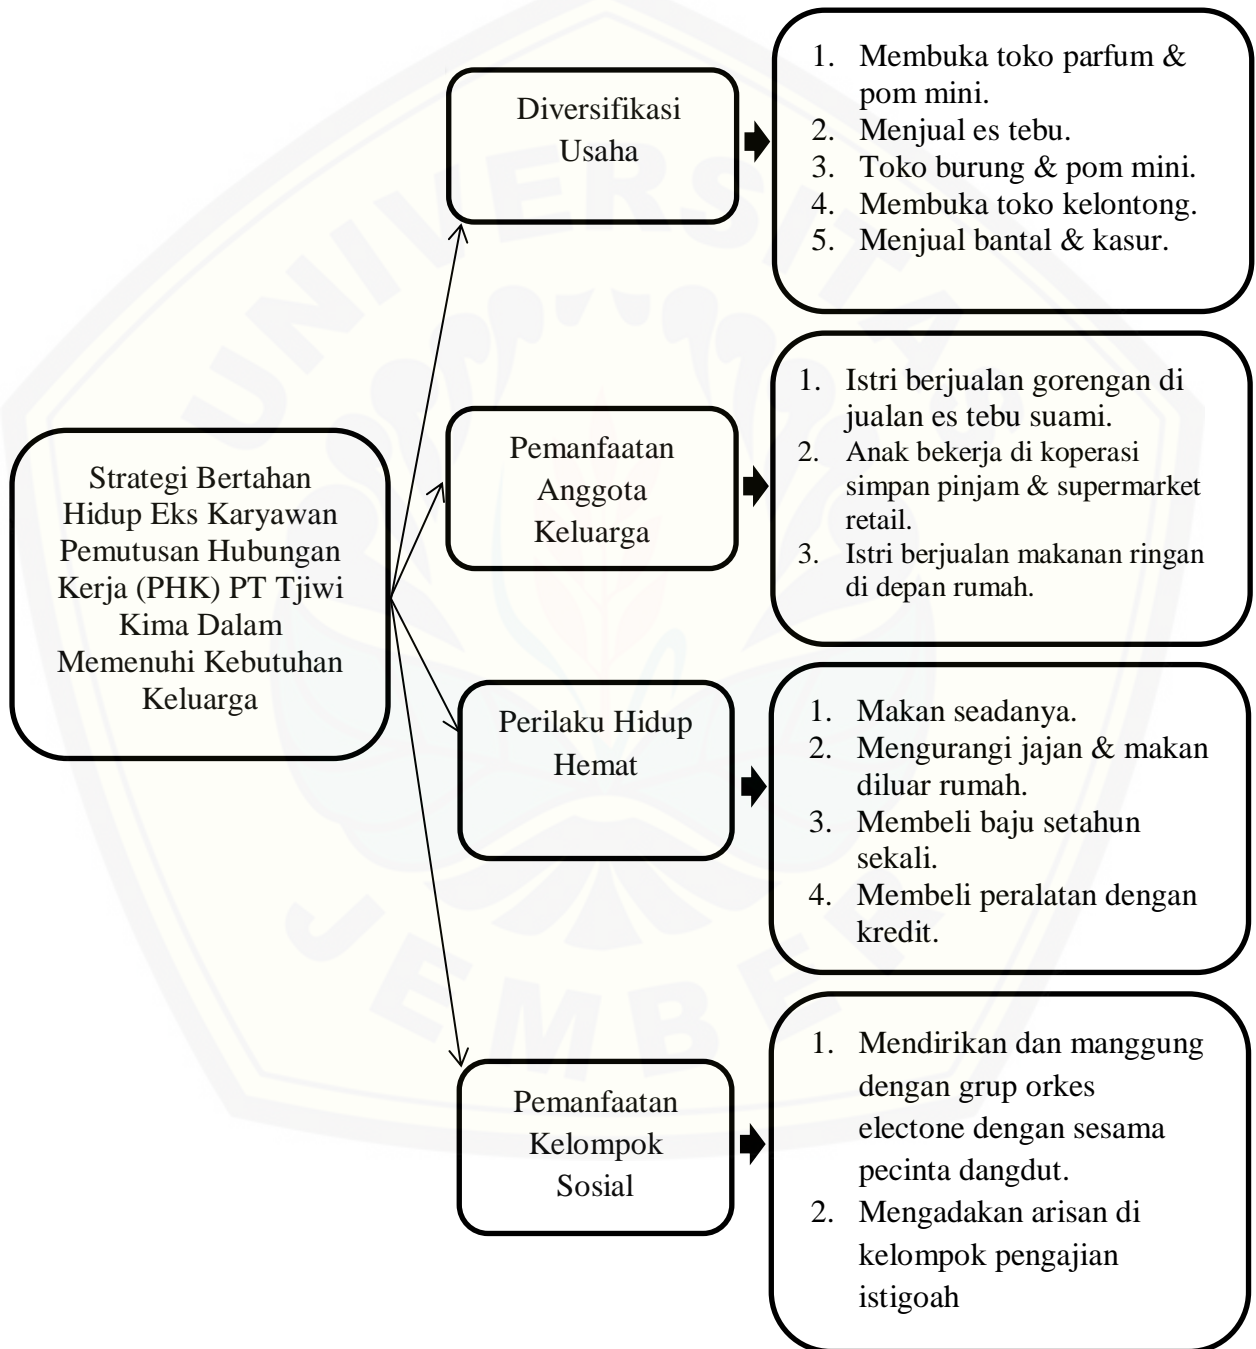 Strategi Bertahan
Hidup Eks Karyawan
Pemutusan Hubungan
Kerja (PHK) PT Tjiwi
Kima Dalam
Memenuhi Kebutuhan
Keluarga
Diversifikasi
Usaha
1. Membuka toko parfum &
pom mini.
2. Menjual es tebu.
3. Toko burung & pom mini.
4. Membuka toko kelontong.
5. Menjual bantal & kasur.
Pemanfaatan
Anggota
Keluarga
1. Istri berjualan gorengan di
jualan es tebu suami.
2. Anak bekerja di koperasi
simpan pinjam & supermarket
retail.
3. Istri berjualan makanan ringan
di depan rumah.
Perilaku Hidup
Hemat
1. Makan seadanya.
2. Mengurangi jajan & makan
diluar rumah.
3. Membeli baju setahun
sekali.
4. Membeli peralatan dengan
kredit.
Pemanfaatan
Kelompok
Sosial
1. Mendirikan dan manggung
dengan grup orkes
electone dengan sesama
pecinta dangdut.
2. Mengadakan arisan di
kelompok pengajian
istigoah
UNIVERSITAS
JEMBER